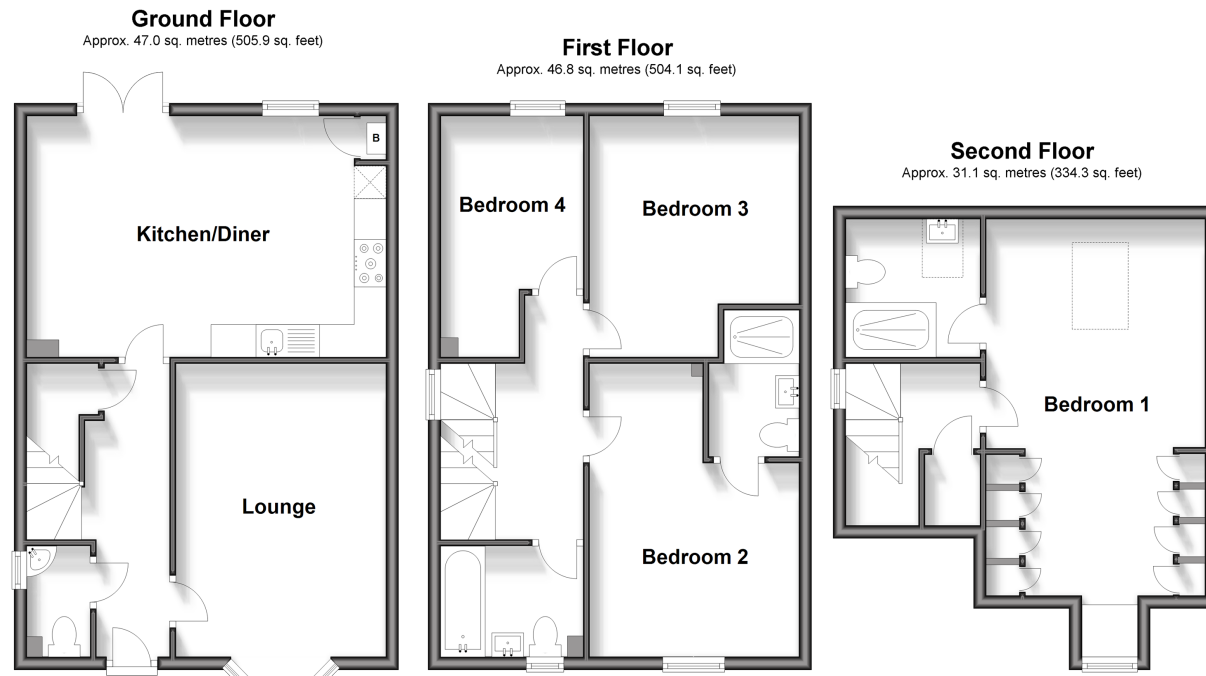 Ground Floor
Approx. 47.0 sq. metres (505.9 sq. feet)
B
Kitchen/Diner
Lounge
First Floor
Approx. 46.8 sq. metres (504.1 sq. feet)
Bedroom 4
Bedroom 3
Bedroom 2
Second Floor
Approx. 31.1 sq. metres (334.3 sq. feet)
Bedroom 1